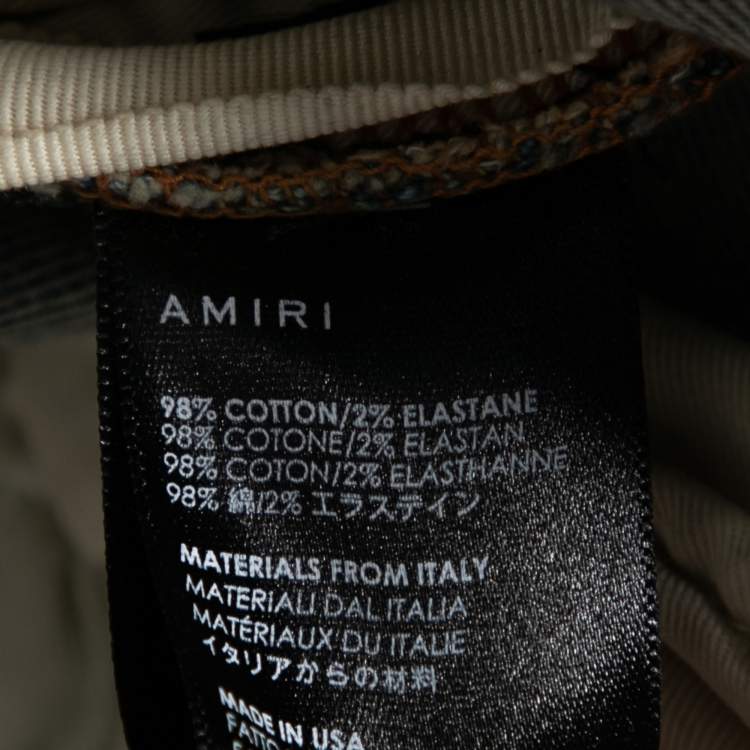 AMIRI
98% COTTON/2% ELASTANE
98% COTONE/2% ELASTAN
98% COTON/2% ELASTHANNE
98% 綿/2% エラステイン
MATERIALS FROM ITALY
MATERIALI DAL ITALIA
MATÉRIAUX DU ITALIE
イタリアからの材料
MADE IN USA
FATTO